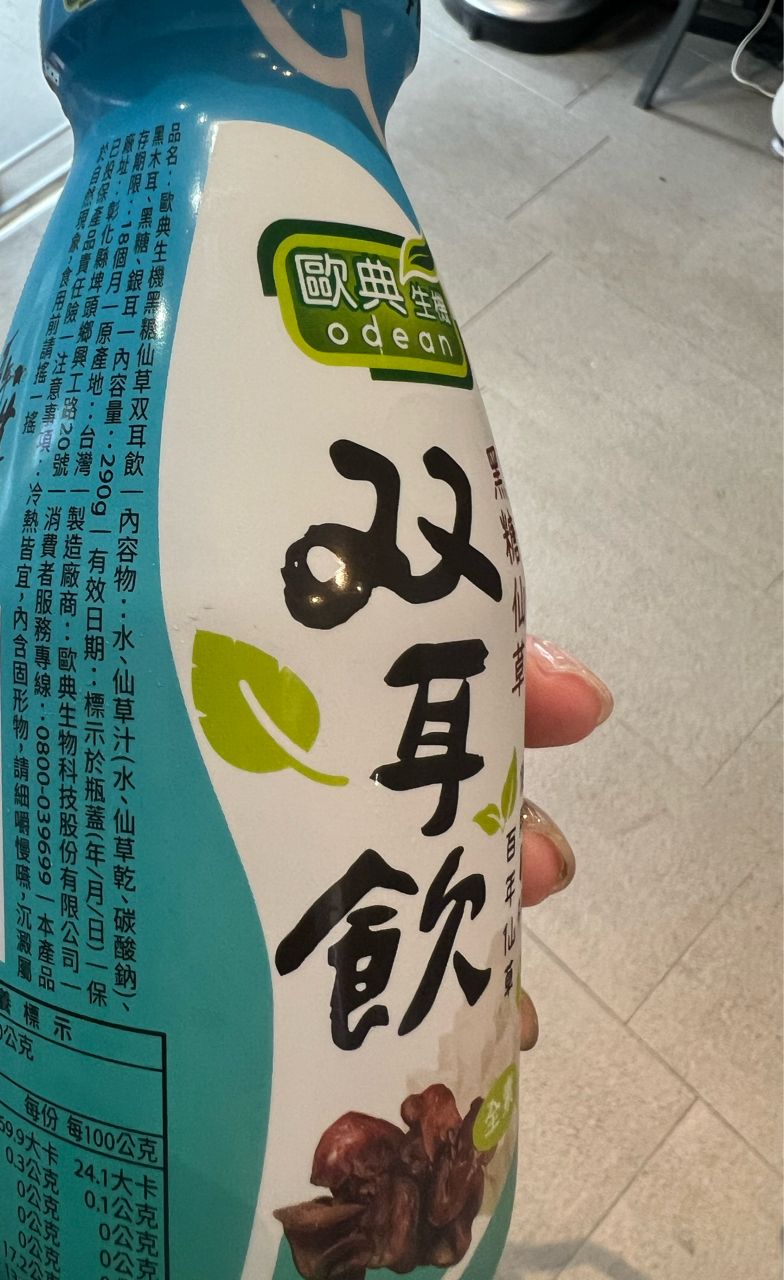 歐典生機
odean
黑糖仙草
双耳飲
百年仙草
品名：歐典生機黑糖仙草双耳飲｜內容物：水、仙草汁(水、仙草乾、碳酸鈉)、
黑木耳、黑糖、銀耳｜內容量：290g｜有效日期：標示於瓶蓋(年/月/日)｜保
存期限：18個月｜原產地：台灣｜製造廠商：歐典生物科技股份有限公司｜
廠址：彰化縣埤頭鄉興工路20號｜消費者服務專線：0800-039699｜本產品
已投保產品責任險｜注意事項：冷熱皆宜，內含固形物，請細嚼慢嚥，沉澱屬
於自然現象，食用前請搖一搖
標示
公克
每份 每100公克
59.9大卡 24.1大卡
0.3公克 0.1公克
0公克 0公克
0公克 0公克
0公克
17.2公克